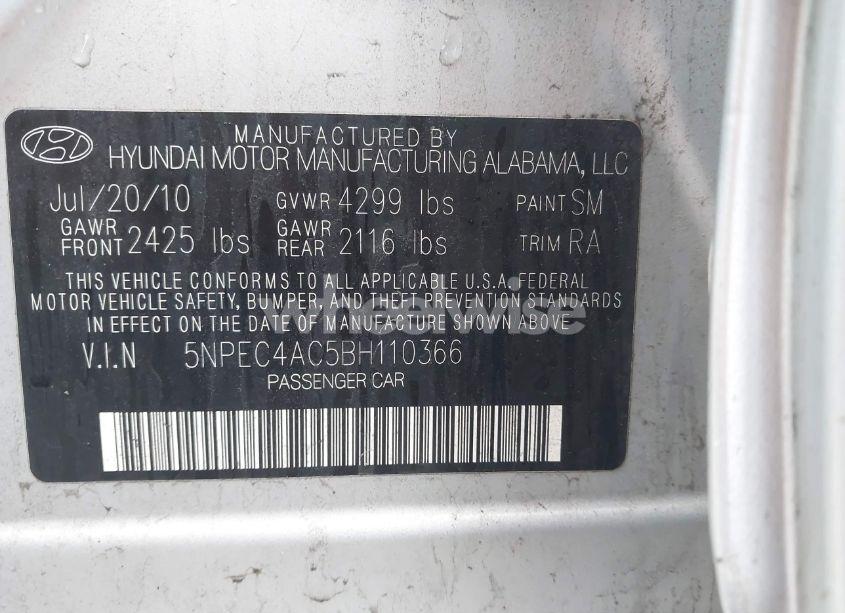 MANUFACTURED BY
HYUNDAI MOTOR MANUFACTURING ALABAMA, LLC
Jul/20/10 GVWR 4299 lbs PAINT SM
GAWR FRONT 2425 lbs GAWR REAR 2116 lbs TRIM RA
THIS VEHICLE CONFORMS TO ALL APPLICABLE U.S.A. FEDERAL
MOTOR VEHICLE SAFETY, BUMPER, AND THEFT PREVENTION STANDARDS
IN EFFECT ON THE DATE OF MANUFACTURE SHOWN ABOVE
wheelwise
V.I.N 5NPEC4AC5BH110366
PASSENGER CAR